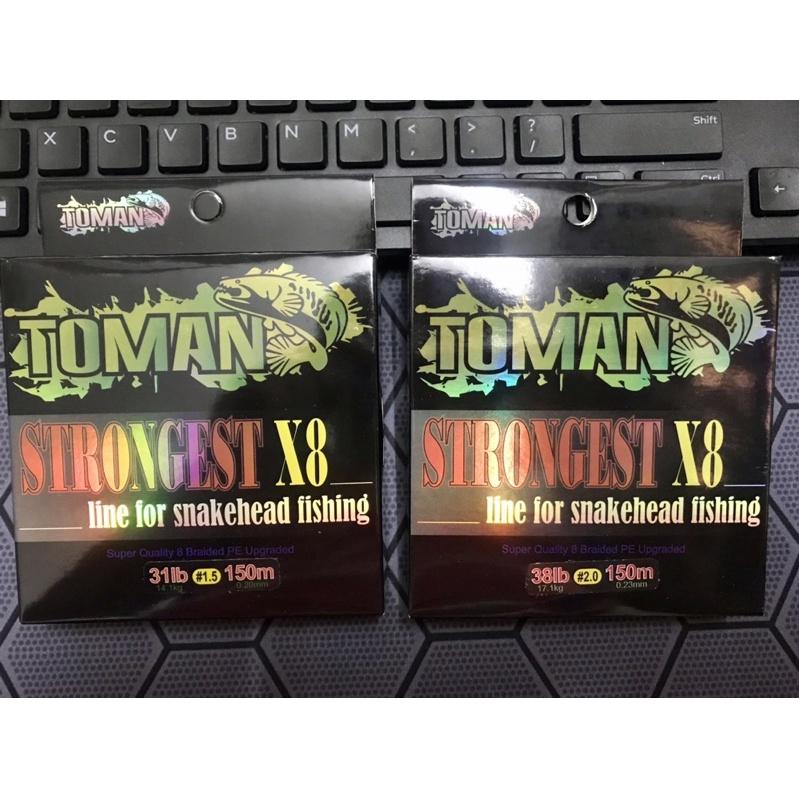 X C V B N M < > ? Shift
, . /
Ctrl
TOMAN
TOMAN
STRONGEST X8
line for snakehead fishing
Super Quality 8 Braided PE Upgraded
31lb #1.5 150m
14.1kg 0.20mm
TOMAN
TOMAN
STRONGEST X8
line for snakehead fishing
Super Quality 8 Braided PE Upgraded
38lb #2.0 150m
17.1kg 0.23mm